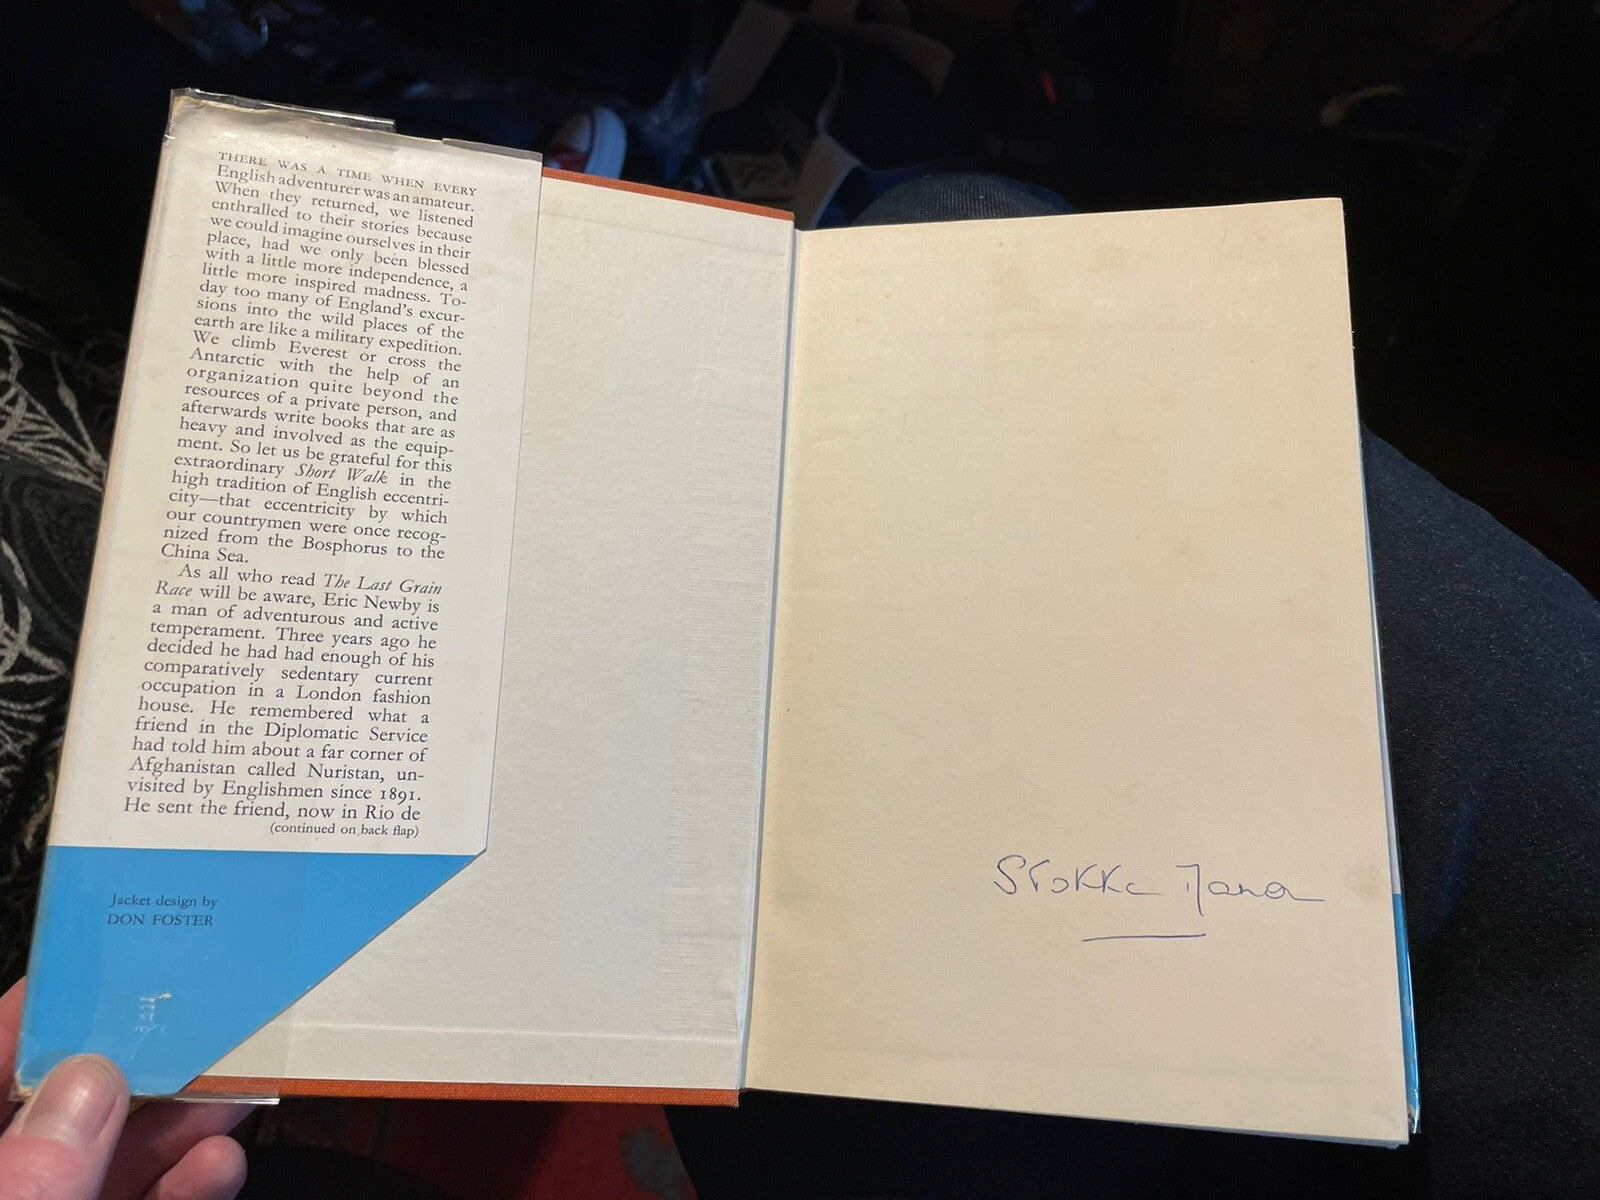 THERE WAS A TIME WHEN EVERY
English adventurer was an amateur.
When they returned, we listened
enthralled to their stories because
we could imagine ourselves in their
place, had we only been blessed
with a little more independence, a
little more inspired madness. To-
day too many of England's excur-
sions into the wild places of the
earth are like a military expedition.
We climb Everest or cross the
Antarctic with the help of an
organization quite beyond the
resources of a private person, and
afterwards write books that are as
heavy and involved as the equip-
ment. So let us be grateful for this
extraordinary Short Walk in the
high tradition of English eccentri-
city—that eccentricity by which
our countrymen were once recog-
nized from the Bosphorus to the
China Sea.
As all who read The Last Grain
Race will be aware, Eric Newby is
a man of adventurous and active
temperament. Three years ago he
decided he had had enough of his
comparatively sedentary current
occupation in a London fashion
house. He remembered what a
friend in the Diplomatic Service
had told him about a far corner of
Afghanistan called Nuristan, un-
visited by Englishmen since 1891.
He sent the friend, now in Rio de
(continued on back flap)
Jacket design by
DON FOSTER
Stokke Manor